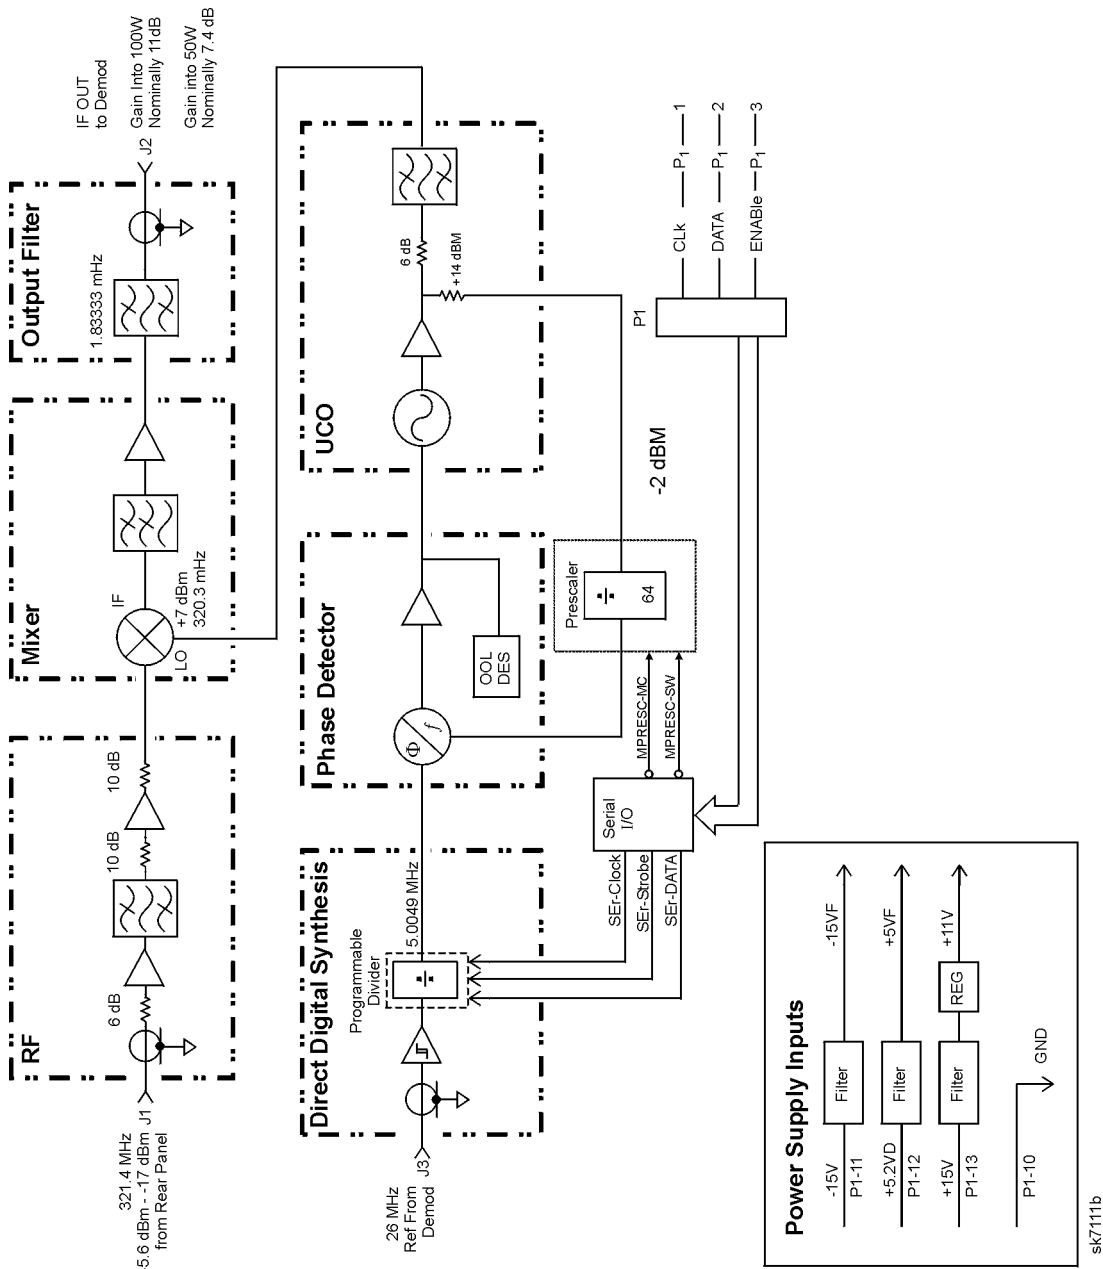 RF
6 dB
10 dB
10 dB
321.4 MHz
5.6 dBm - -17 dBm
from Rear Panel
J1
Mixer
IF
LO
+7 dBm
320.3 mHz
Output Filter
1.83333 mHz
J2
IF OUT
to Demod
Gain Into 100W
Nominally 11dB
Gain into 50W
Nominally 7.4 dB
Direct Digital Synthesis
Programmable
Divider
÷
5.0049 MHz
J3
26 MHz
Ref From
Demod
Phase Detector
Φ
f
OOL
DES
UCO
6 dB
+14 dBM
-2 dBM
Prescaler
÷
64
MPRESC-MC
MPRESC-SW
Serial
I/O
SEr-Clock
SEr-Strobe
SEr-DATA
P1
CLk P1 1
DATA P1 2
ENABle P1 3
Power Supply Inputs
-15V
P1-11
Filter
-15VF
+5.2VD
P1-12
Filter
+5VF
+15V
P1-13
Filter
REG
+11V
P1-10
GND
sk7111b